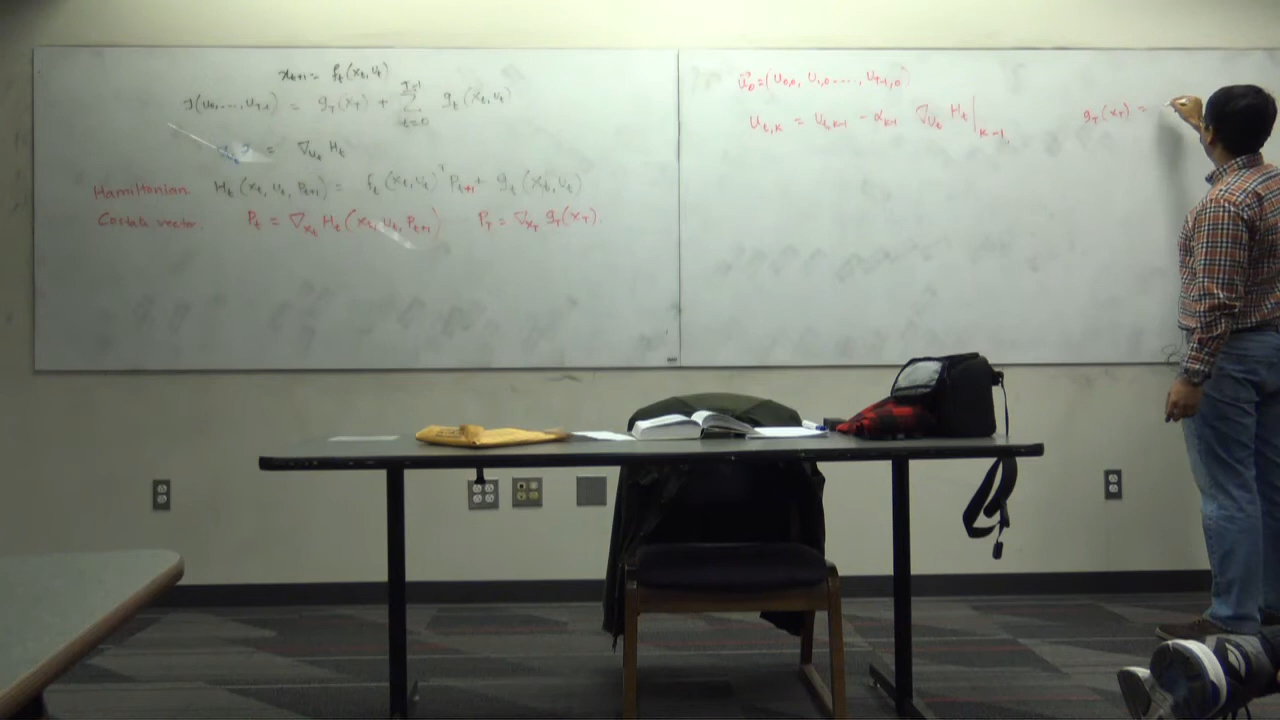 x_{t+1} = f_t(x_t, u_t)
J(u_0, ..., u_{T-1}) = g_T(x_T) + \sum_{t=0}^{T-1} g_t(x_t, u_t)
= ∇_{u_t} H_t
Hamiltonian H_t(x_t, u_t, P_{t+1}) = f_t(x_t, u_t)^T P_{t+1} + g_t(x_t, u_t)
Costate vector. P_t = ∇_{x_t} H_t(x_t, u_t, P_{t+1}) P_T = ∇_{x_T} g_T(x_T).
\vec{u}_0 = (u_{0,0}, u_{1,0}, ...., u_{T-1,0})
u_{t,k} = u_{t,k-1} - α_{k-1} ∇_{u_t} H_t |_{k-1,}
g_T(x_T) =